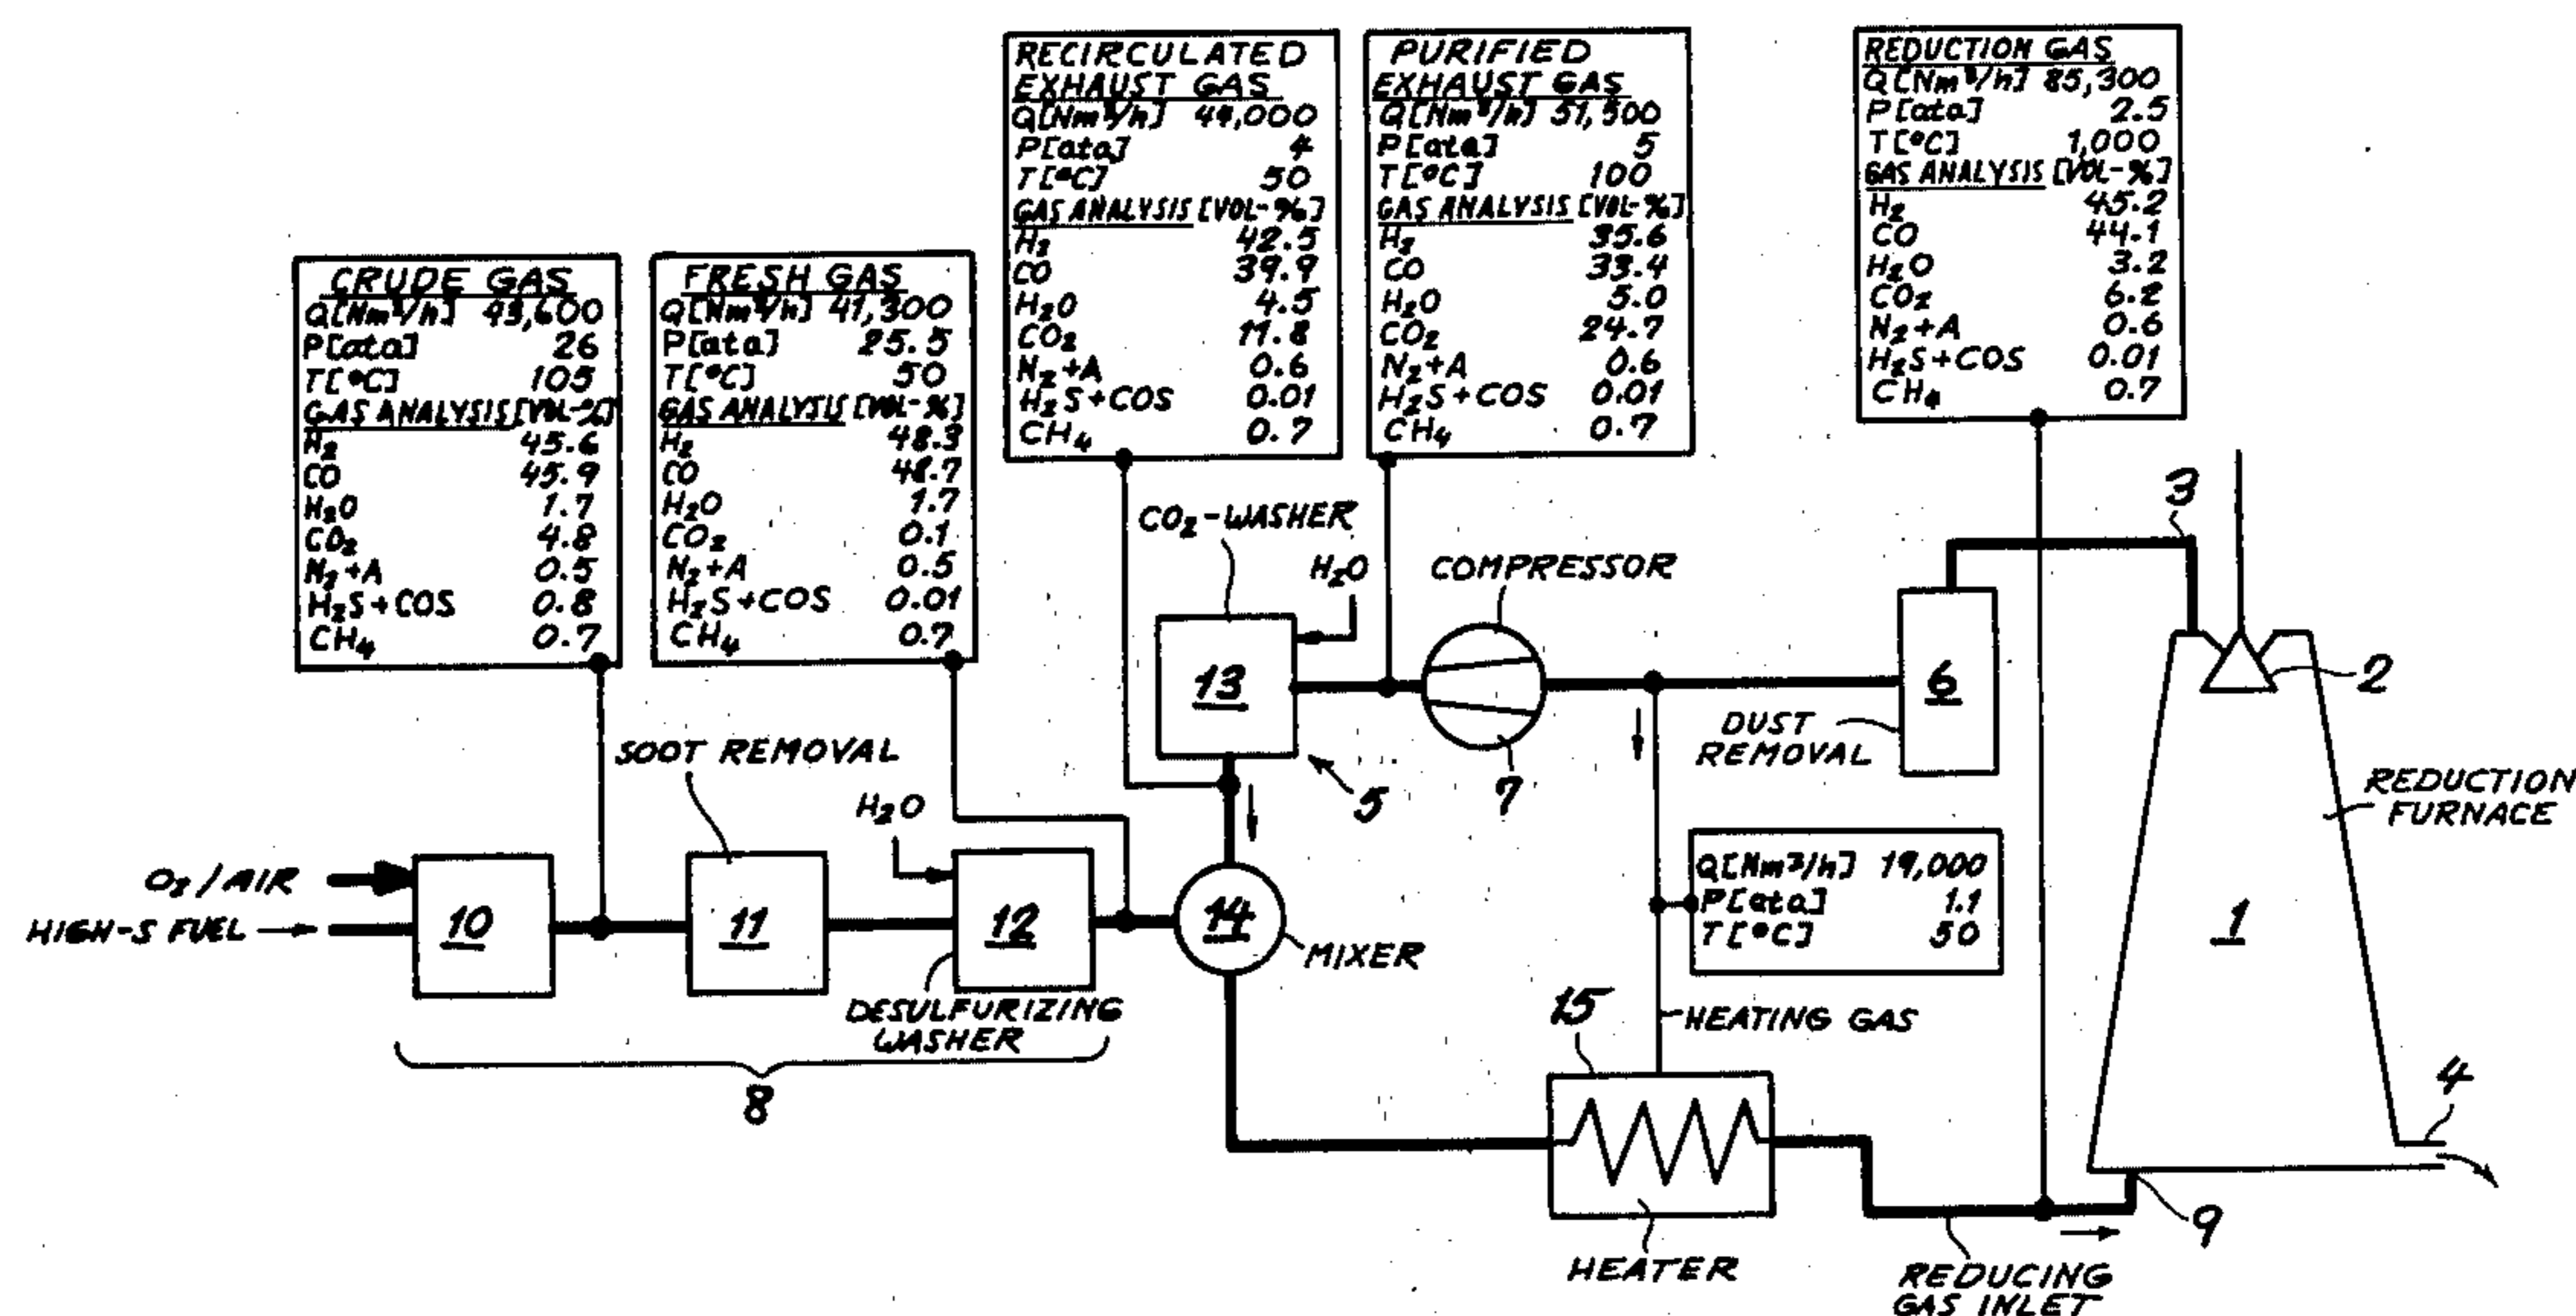 RECIRCULATED
EXHAUST GAS
Q[Nm³/h] 44,000
P[ata] 4
T[°C] 50
GAS ANALYSIS [VOL-%]
H₂ 42.5
CO 39.9
H₂O 4.5
CO₂ 11.8
N₂+A 0.6
H₂S+COS 0.01
CH₄ 0.7
PURIFIED
EXHAUST GAS
Q[Nm³/h] 51,500
P[ata] 5
T[°C] 100
GAS ANALYSIS [VOL-%]
H₂ 35.6
CO 33.4
H₂O 5.0
CO₂ 24.7
N₂+A 0.6
H₂S+COS 0.01
CH₄ 0.7
REDUCTION GAS
Q[Nm³/h] 85,300
P[ata] 2.5
T[°C] 1,000
GAS ANALYSIS [VOL-%]
H₂ 45.2
CO 44.1
H₂O 3.2
CO₂ 6.2
N₂+A 0.6
H₂S+COS 0.01
CH₄ 0.7
CRUDE GAS
Q[Nm³/h] 43,600
P[ata] 26
T[°C] 105
GAS ANALYSIS [VOL-%]
H₂ 45.6
CO 45.9
H₂O 1.7
CO₂ 4.8
N₂+A 0.5
H₂S+COS 0.8
CH₄ 0.7
FRESH GAS
Q[Nm³/h] 41,300
P[ata] 25.5
T[°C] 50
GAS ANALYSIS [VOL-%]
H₂ 48.3
CO 48.7
H₂O 1.7
CO₂ 0.1
N₂+A 0.5
H₂S+COS 0.01
CH₄ 0.7
3
CO₂-WASHER
H₂O
COMPRESSOR
13
6
2
DUST
REMOVAL
5
7
REDUCTION
FURNACE
SOOT REMOVAL
H₂O
O₂/AIR
HIGH-S FUEL
10
11
12
14
MIXER
Q[Nm³/h] 19,000
P[ata] 1.1
T[°C] 50
1
DESULFURIZING
WASHER
8
15
HEATING GAS
4
9
HEATER
REDUCING
GAS INLET